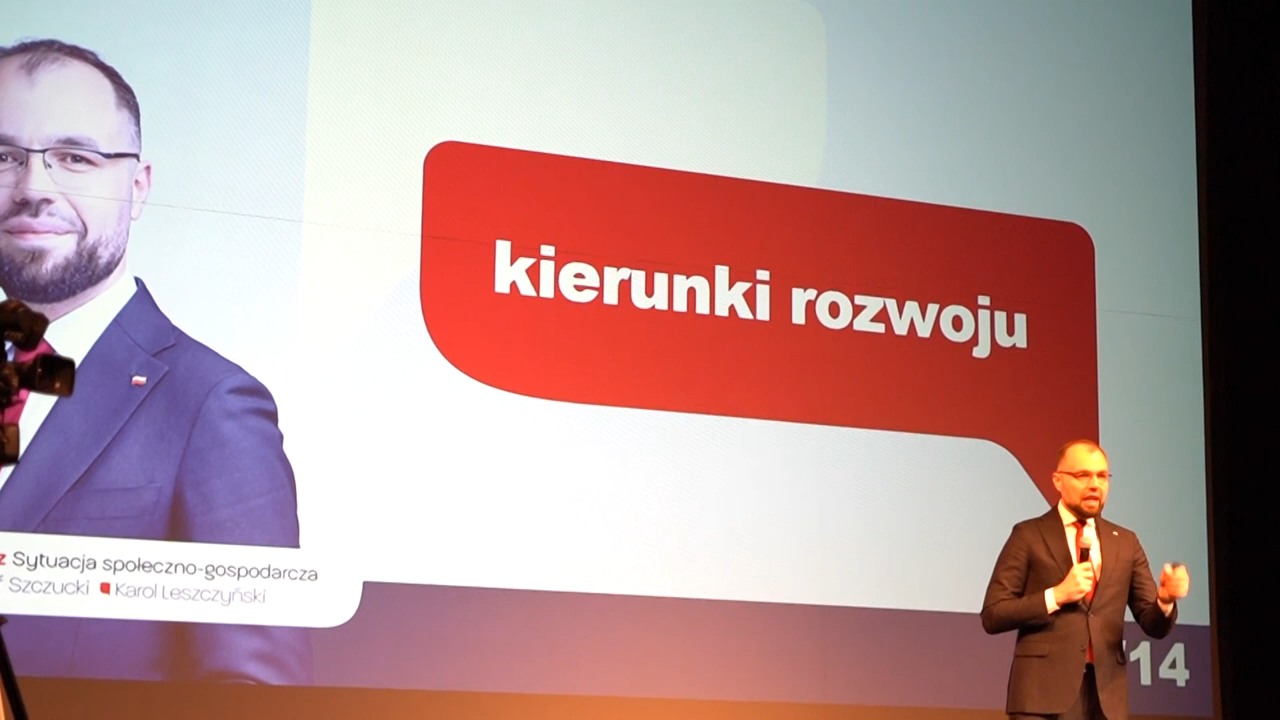 kierunki rozwoju
z Sytuacja społeczno-gospodarcza
Szczucki Karol Leszczyński
/14